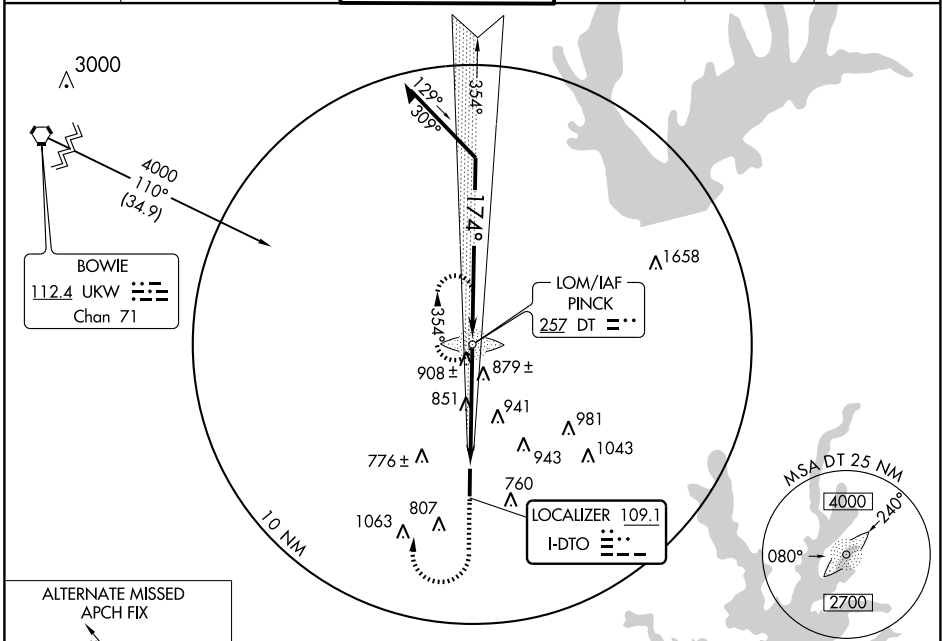 3000
4000
110°
(34.9)
BOWIE
112.4 UKW
Chan 71
129°
309°
354°
174°
1658
LOM/IAF
PINCK
257 DT
354°
908 ±
879 ±
851
941
981
943
1043
776 ±
760
807
1063
LOCALIZER 109.1
I-DTO
10 NM
MSA DT 25 NM
4000
240°
080°
2700
ALTERNATE MISSED
APCH FIX